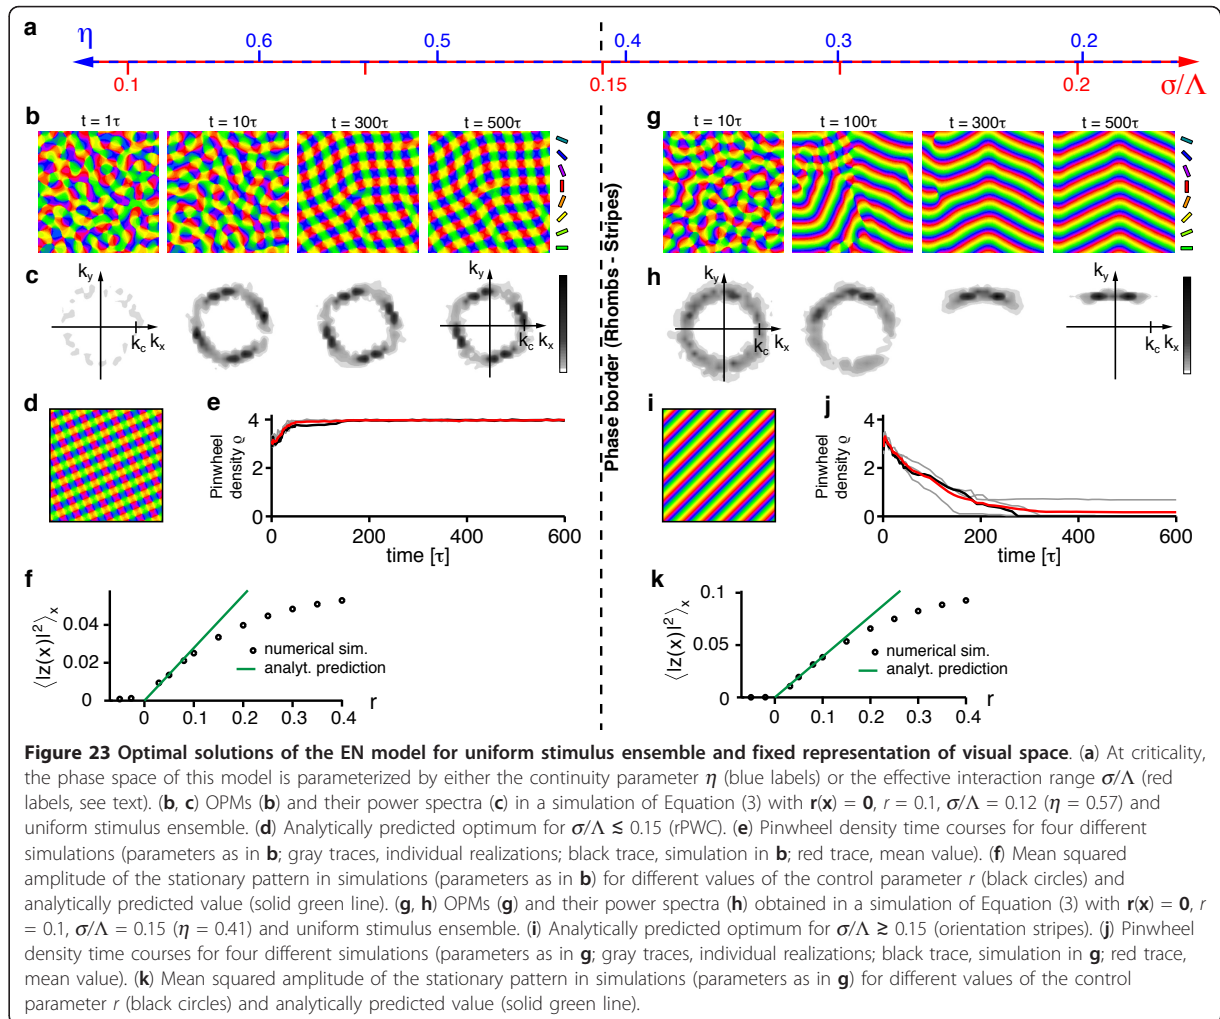 a
η 0.6 0.5 0.4 0.3 0.2
0.1 0.15 0.2 σ/Λ
b t = 1τ t = 10τ t = 300τ t = 500τ
g t = 10τ t = 100τ t = 300τ t = 500τ
Phase border (Rhombs - Stripes)
c k_y k_c k_x k_y k_c k_x
h k_y k_c k_x k_y k_c k_x
d
e
Pinwheel density ϱ
4
2
0
0 200 400 600
time [τ]
i
j
Pinwheel density ϱ
4
2
0
0 200 400 600
time [τ]
f
⟨|z(x)|²⟩_x
0.04
0.02
0
0 0.1 0.2 0.3 0.4 r
numerical sim.
analyt. prediction
k
⟨|z(x)|²⟩_x
0.1
0.05
0
0 0.1 0.2 0.3 0.4 r
numerical sim.
analyt. prediction
Figure 23 Optimal solutions of the EN model for uniform stimulus ensemble and fixed representation of visual space. (a) At criticality,
the phase space of this model is parameterized by either the continuity parameter η (blue labels) or the effective interaction range σ/Λ (red
labels, see text). (b, c) OPMs (b) and their power spectra (c) in a simulation of Equation (3) with r(x) = 0, r = 0.1, σ/Λ = 0.12 (η = 0.57) and
uniform stimulus ensemble. (d) Analytically predicted optimum for σ/Λ ≲ 0.15 (rPWC). (e) Pinwheel density time courses for four different
simulations (parameters as in b; gray traces, individual realizations; black trace, simulation in b; red trace, mean value). (f) Mean squared
amplitude of the stationary pattern in simulations (parameters as in b) for different values of the control parameter r (black circles) and
analytically predicted value (solid green line). (g, h) OPMs (g) and their power spectra (h) obtained in a simulation of Equation (3) with r(x) = 0, r
= 0.1, σ/Λ = 0.15 (η = 0.41) and uniform stimulus ensemble. (i) Analytically predicted optimum for σ/Λ ≳ 0.15 (orientation stripes). (j) Pinwheel
density time courses for four different simulations (parameters as in g; gray traces, individual realizations; black trace, simulation in g; red trace,
mean value). (k) Mean squared amplitude of the stationary pattern in simulations (parameters as in g) for different values of the control
parameter r (black circles) and analytically predicted value (solid green line).